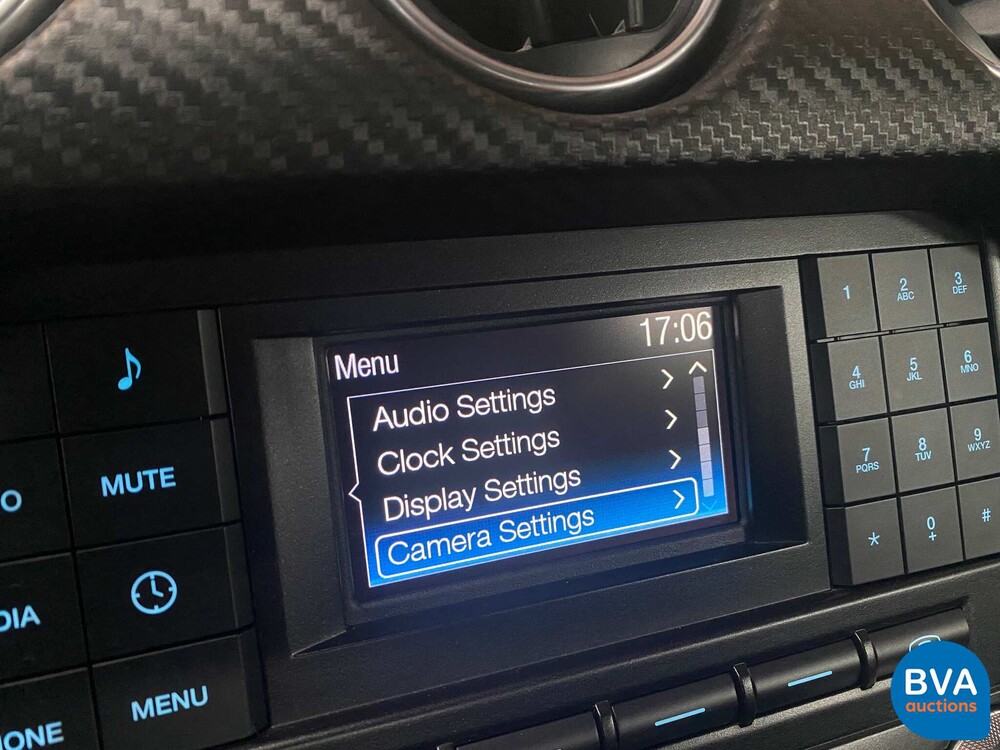 17:06
Menu
Audio Settings
Clock Settings
Display Settings
Camera Settings
MUTE
MENU
1
2
ABC
3
DEF
4
GHI
5
JKL
6
MNO
7
PQRS
8
TUV
9
WXYZ
*
0
+
#
BVA
auctions